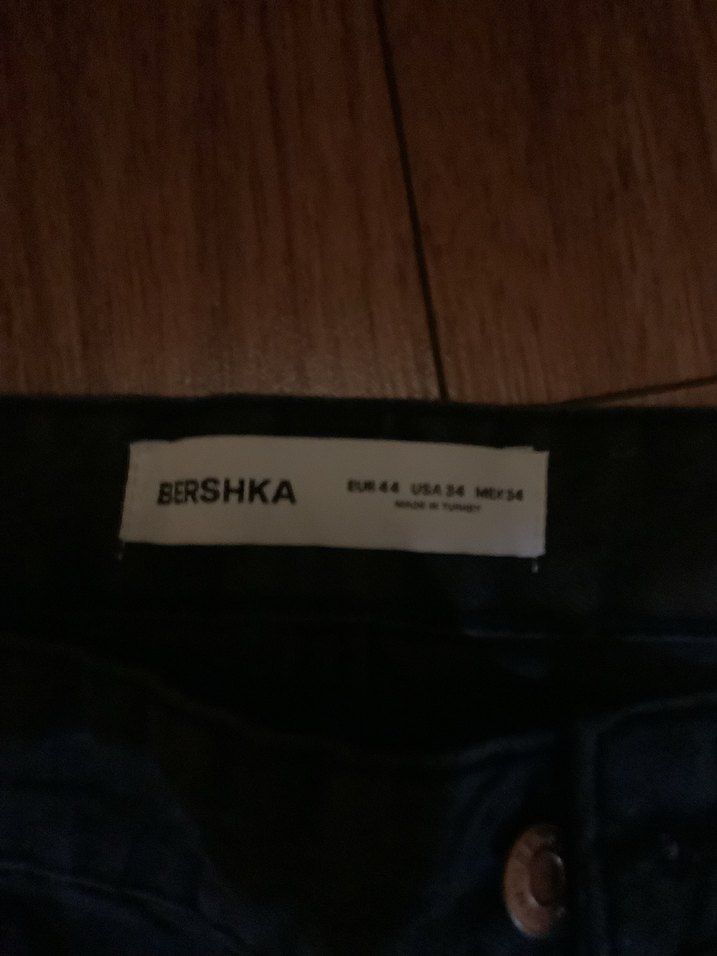 BERSHKA
EUR 44 USA 34 MEX 34
MADE IN TURKEY